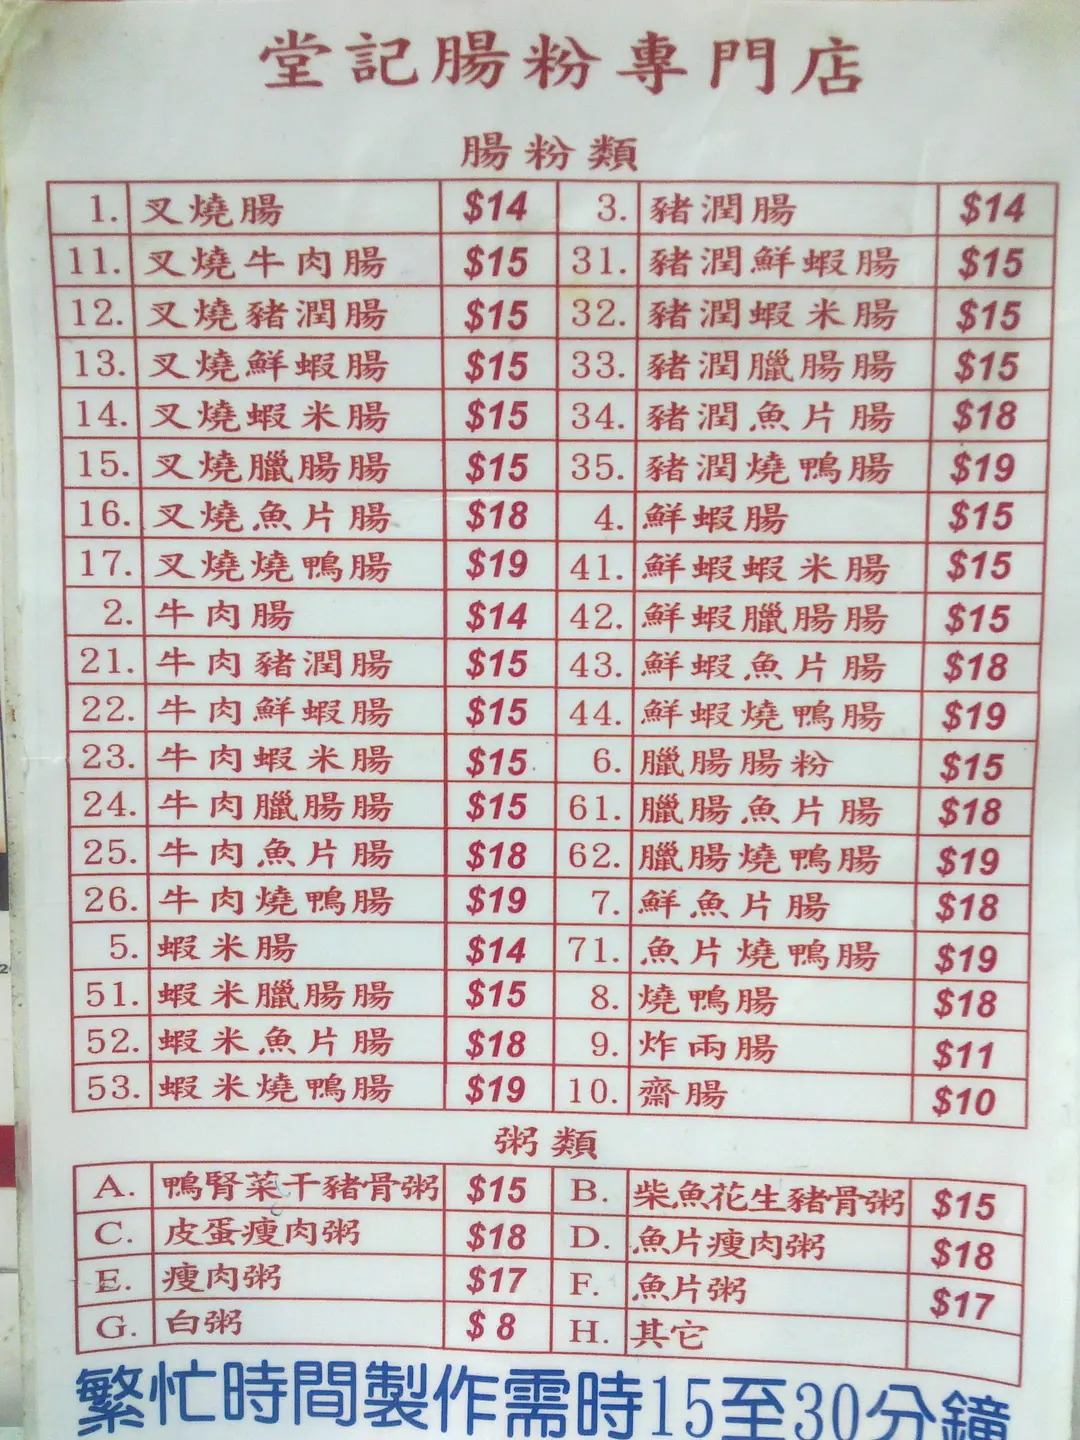 堂記腸粉專門店
腸粉類
1. 叉燒腸 $14 3. 豬潤腸 $14
11. 叉燒牛肉腸 $15 31. 豬潤鮮蝦腸 $15
12. 叉燒豬潤腸 $15 32. 豬潤蝦米腸 $15
13. 叉燒鮮蝦腸 $15 33. 豬潤臘腸腸 $15
14. 叉燒蝦米腸 $15 34. 豬潤魚片腸 $18
15. 叉燒臘腸腸 $15 35. 豬潤燒鴨腸 $19
16. 叉燒魚片腸 $18 4. 鮮蝦腸 $15
17. 叉燒燒鴨腸 $19 41. 鮮蝦蝦米腸 $15
2. 牛肉腸 $14 42. 鮮蝦臘腸腸 $15
21. 牛肉豬潤腸 $15 43. 鮮蝦魚片腸 $18
22. 牛肉鮮蝦腸 $15 44. 鮮蝦燒鴨腸 $19
23. 牛肉蝦米腸 $15 6. 臘腸腸粉 $15
24. 牛肉臘腸腸 $15 61. 臘腸魚片腸 $18
25. 牛肉魚片腸 $18 62. 臘腸燒鴨腸 $19
26. 牛肉燒鴨腸 $19 7. 鮮魚片腸 $18
5. 蝦米腸 $14 71. 魚片燒鴨腸 $19
51. 蝦米臘腸腸 $15 8. 燒鴨腸 $18
52. 蝦米魚片腸 $18 9. 炸兩腸 $11
53. 蝦米燒鴨腸 $19 10. 齋腸 $10
粥類
A. 鴨腎菜干豬骨粥 $15 B. 柴魚花生豬骨粥 $15
C. 皮蛋瘦肉粥 $18 D. 魚片瘦肉粥 $18
E. 瘦肉粥 $17 F. 魚片粥 $17
G. 白粥 $8 H. 其它
繁忙時間製作需時15至30分鐘